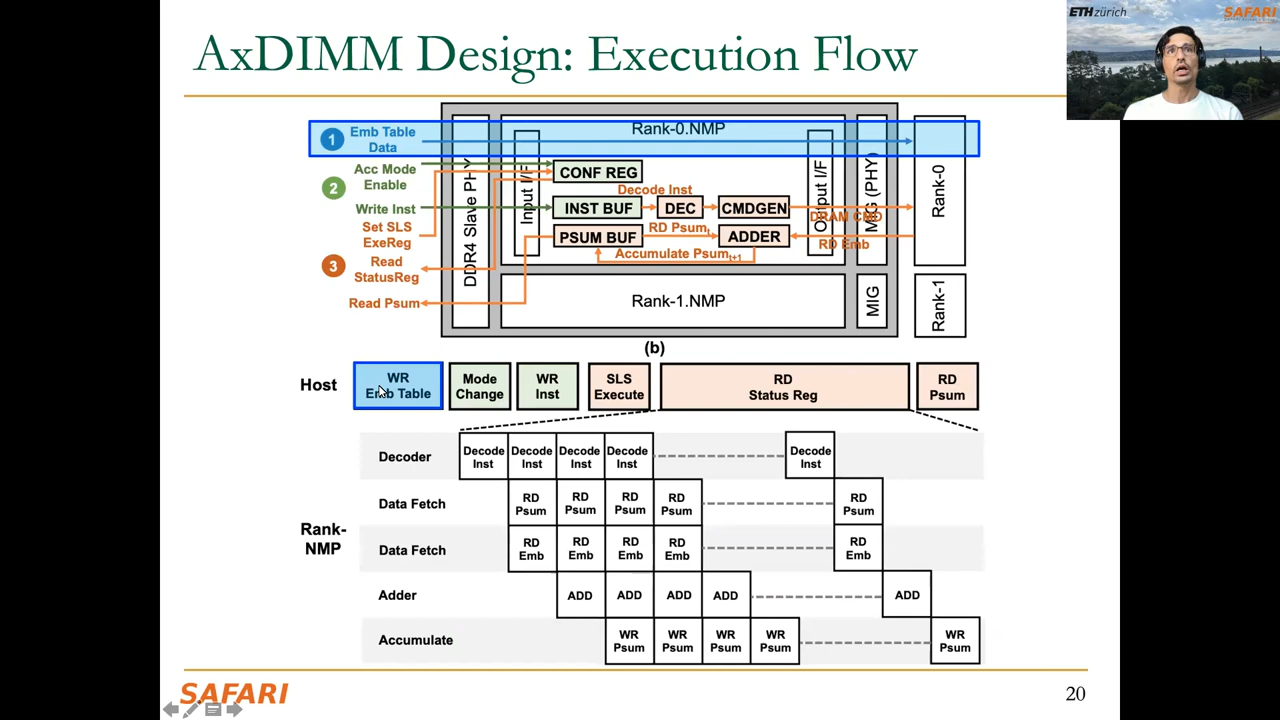 AxDIMM Design: Execution Flow
ETH zürich
SAFARI
1
Emb Table
Data
2
Acc Mode
Enable
Write Inst
Set SLS
ExeReg
3
Read
StatusReg
Read Psum
DDR4 Slave PHY
Rank-0.NMP
Input I/F
CONF REG
Decode Inst
INST BUF
DEC
CMDGEN
RD Psumt
PSUM BUF
ADDER
Accumulate Psumt+1
Output I/F
MIG (PHY)
DRAM CMD
RD Emb
Rank-0
Rank-1.NMP
MIG
Rank-1
(b)
Host
WR
Emb Table
Mode
Change
WR
Inst
SLS
Execute
RD
Status Reg
RD
Psum
Rank-
NMP
Decoder
Decode
Inst
Decode
Inst
Decode
Inst
Decode
Inst
Decode
Inst
Data Fetch
RD
Psum
RD
Psum
RD
Psum
RD
Psum
RD
Psum
Data Fetch
RD
Emb
RD
Emb
RD
Emb
RD
Emb
RD
Emb
Adder
ADD
ADD
ADD
ADD
ADD
Accumulate
WR
Psum
WR
Psum
WR
Psum
WR
Psum
WR
Psum
SAFARI
20